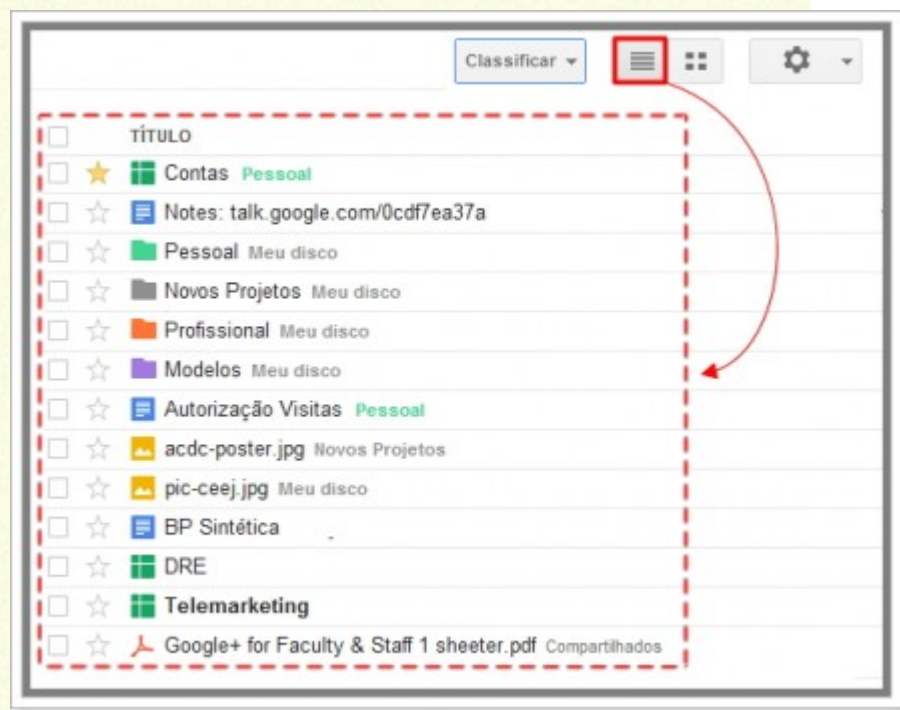 Classificar
TÍTULO
Contas Pessoal
Notes: talk.google.com/0cdf7ea37a
Pessoal Meu disco
Novos Projetos Meu disco
Profissional Meu disco
Modelos Meu disco
Autorização Visitas Pessoal
acdc-poster.jpg Novos Projetos
pic-ceej.jpg Meu disco
BP Sintética
DRE
Telemarketing
Google+ for Faculty & Staff 1 sheeter.pdf Compartilhados